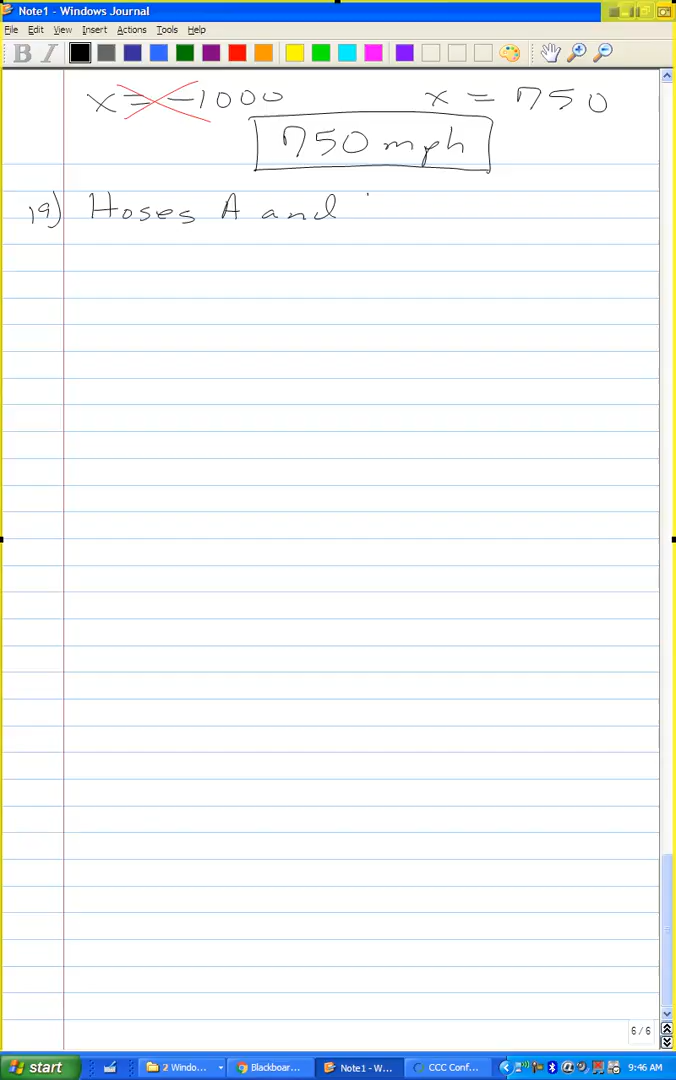 Note1 - Windows Journal
File Edit View Insert Actions Tools Help
B I
x = -1000 x = 750
750 mph
19) Hoses A and
6 / 6
start 2 Windo... Blackboar... Note1 - W... CCC Conf... 9:46 AM